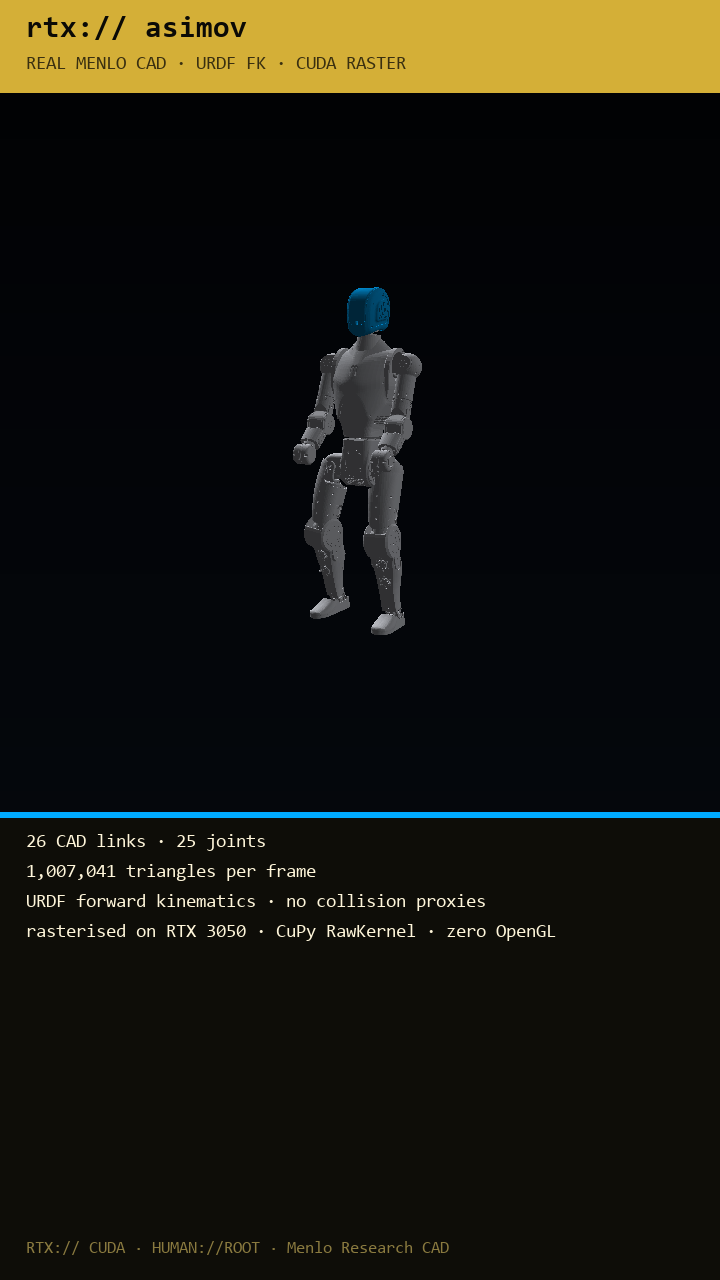 rtx:// asimov
REAL MENLO CAD · URDF FK · CUDA RASTER
26 CAD links · 25 joints
1,007,041 triangles per frame
URDF forward kinematics · no collision proxies
rasterised on RTX 3050 · CuPy RawKernel · zero OpenGL
RTX:// CUDA · HUMAN://ROOT · Menlo Research CAD